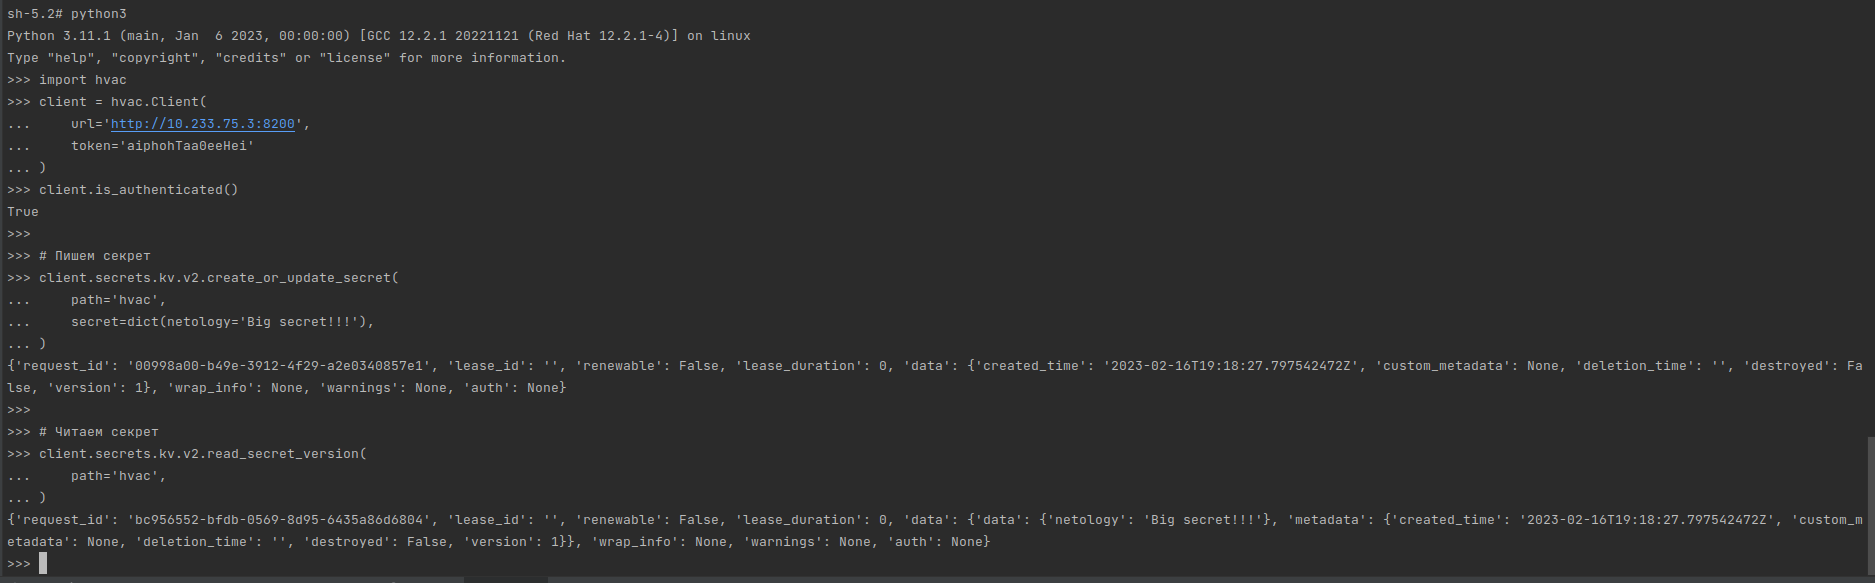 sh-5.2# python3
Python 3.11.1 (main, Jan  6 2023, 00:00:00) [GCC 12.2.1 20221121 (Red Hat 12.2.1-4)] on linux
Type "help", "copyright", "credits" or "license" for more information.
>>> import hvac
>>> client = hvac.Client(
...     url='http://10.233.75.3:8200',
...     token='aiphohTaa0eeHei'
... )
>>> client.is_authenticated()
True
>>>
>>> # Пишем секрет
>>> client.secrets.kv.v2.create_or_update_secret(
...     path='hvac',
...     secret=dict(netology='Big secret!!!'),
... )
{'request_id': '00998a00-b49e-3912-4f29-a2e0340857e1', 'lease_id': '', 'renewable': False, 'lease_duration': 0, 'data': {'created_time': '2023-02-16T19:18:27.797542472Z', 'custom_metadata': None, 'deletion_time': '', 'destroyed': Fa
lse, 'version': 1}, 'wrap_info': None, 'warnings': None, 'auth': None}
>>>
>>> # Читаем секрет
>>> client.secrets.kv.v2.read_secret_version(
...     path='hvac',
... )
{'request_id': 'bc956552-bfdb-0569-8d95-6435a86d6804', 'lease_id': '', 'renewable': False, 'lease_duration': 0, 'data': {'data': {'netology': 'Big secret!!!'}, 'metadata': {'created_time': '2023-02-16T19:18:27.797542472Z', 'custom_m
etadata': None, 'deletion_time': '', 'destroyed': False, 'version': 1}}, 'wrap_info': None, 'warnings': None, 'auth': None}
>>>